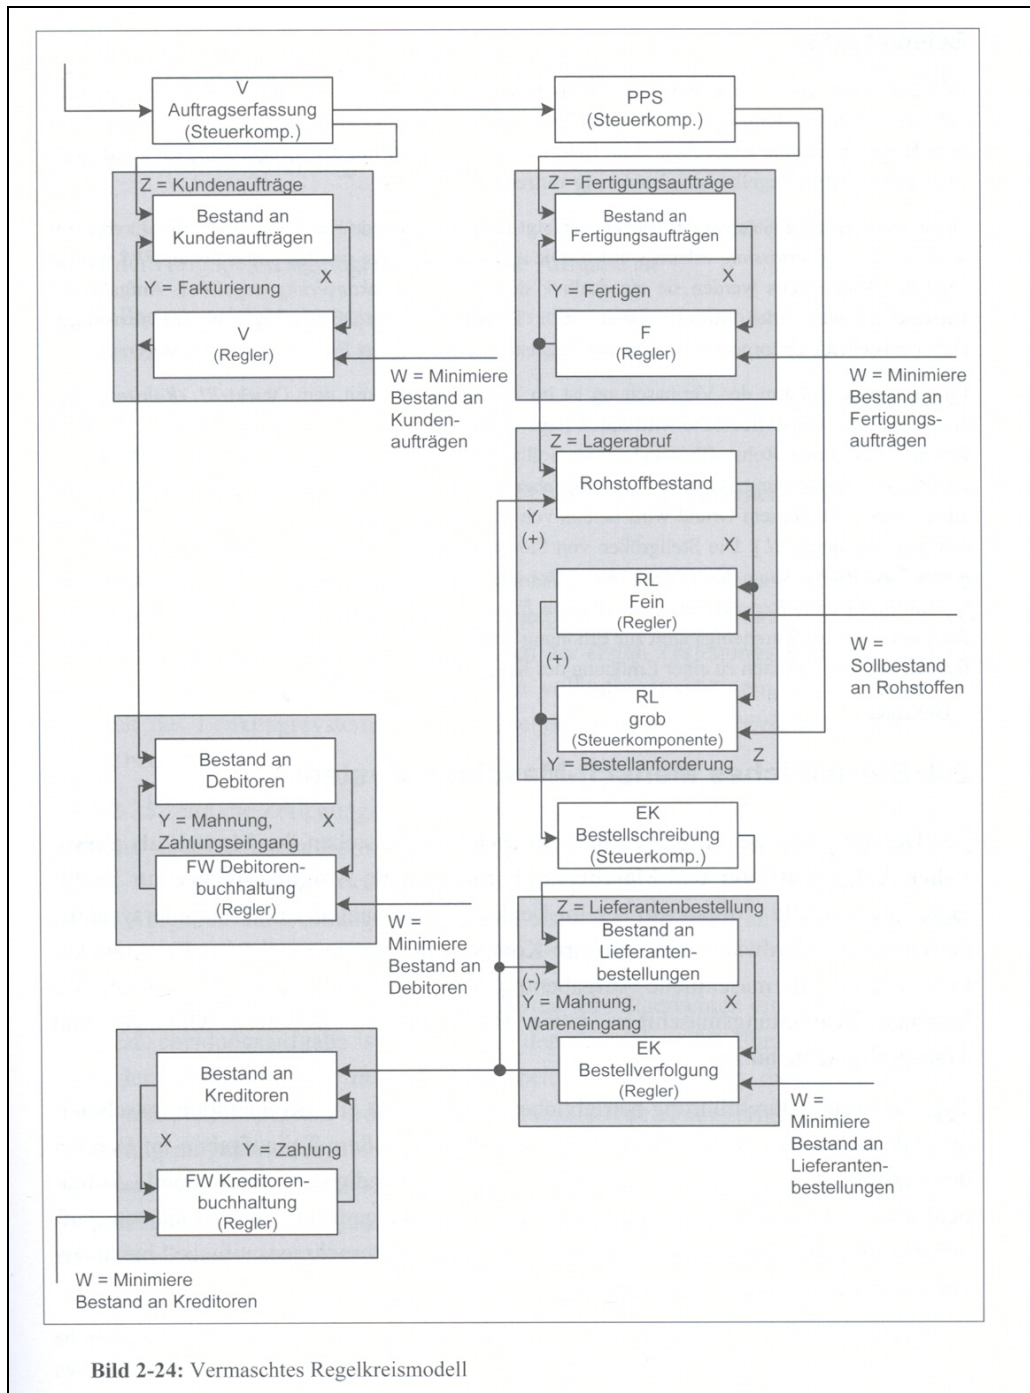 V
Auftragserfassung
(Steuerkomp.)
PPS
(Steuerkomp.)
Z = Kundenaufträge
Bestand an
Kundenaufträgen
X
Y = Fakturierung
V
(Regler)
W = Minimiere
Bestand an
Kunden-
aufträgen
Z = Fertigungsaufträge
Bestand an
Fertigungsaufträgen
X
Y = Fertigen
F
(Regler)
W = Minimiere
Bestand an
Fertigungs-
aufträgen
Z = Lagerabruf
Rohstoffbestand
Y
(+)
X
RL
Fein
(Regler)
W =
Sollbestand
an Rohstoffen
(+)
RL
grob
(Steuerkomponente)
Z
Y = Bestellanforderung
Bestand an
Debitoren
Y = Mahnung,
Zahlungseingang
X
FW Debitoren-
buchhaltung
(Regler)
W =
Minimiere
Bestand an
Debitoren
EK
Bestellschreibung
(Steuerkomp.)
Z = Lieferantenbestellung
Bestand an
Lieferanten-
bestellungen
(-)
X
Y = Mahnung,
Wareneingang
EK
Bestellverfolgung
(Regler)
W =
Minimiere
Bestand an
Lieferanten-
bestellungen
Bestand an
Kreditoren
X
Y = Zahlung
FW Kreditoren-
buchhaltung
(Regler)
W = Minimiere
Bestand an Kreditoren
Bild 2-24: Vermaschtes Regelkreismodell